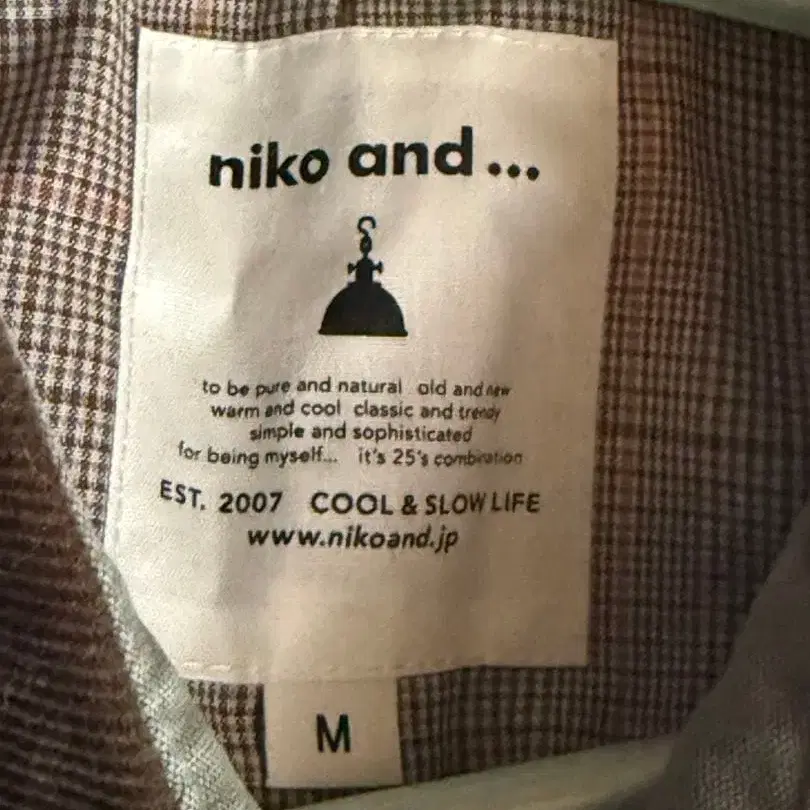 niko and...
to be pure and natural old and new
warm and cool classic and trendy
simple and sophisticated
for being myself... it's 25's combination
EST. 2007 COOL & SLOW LIFE
www.nikoand.jp
M